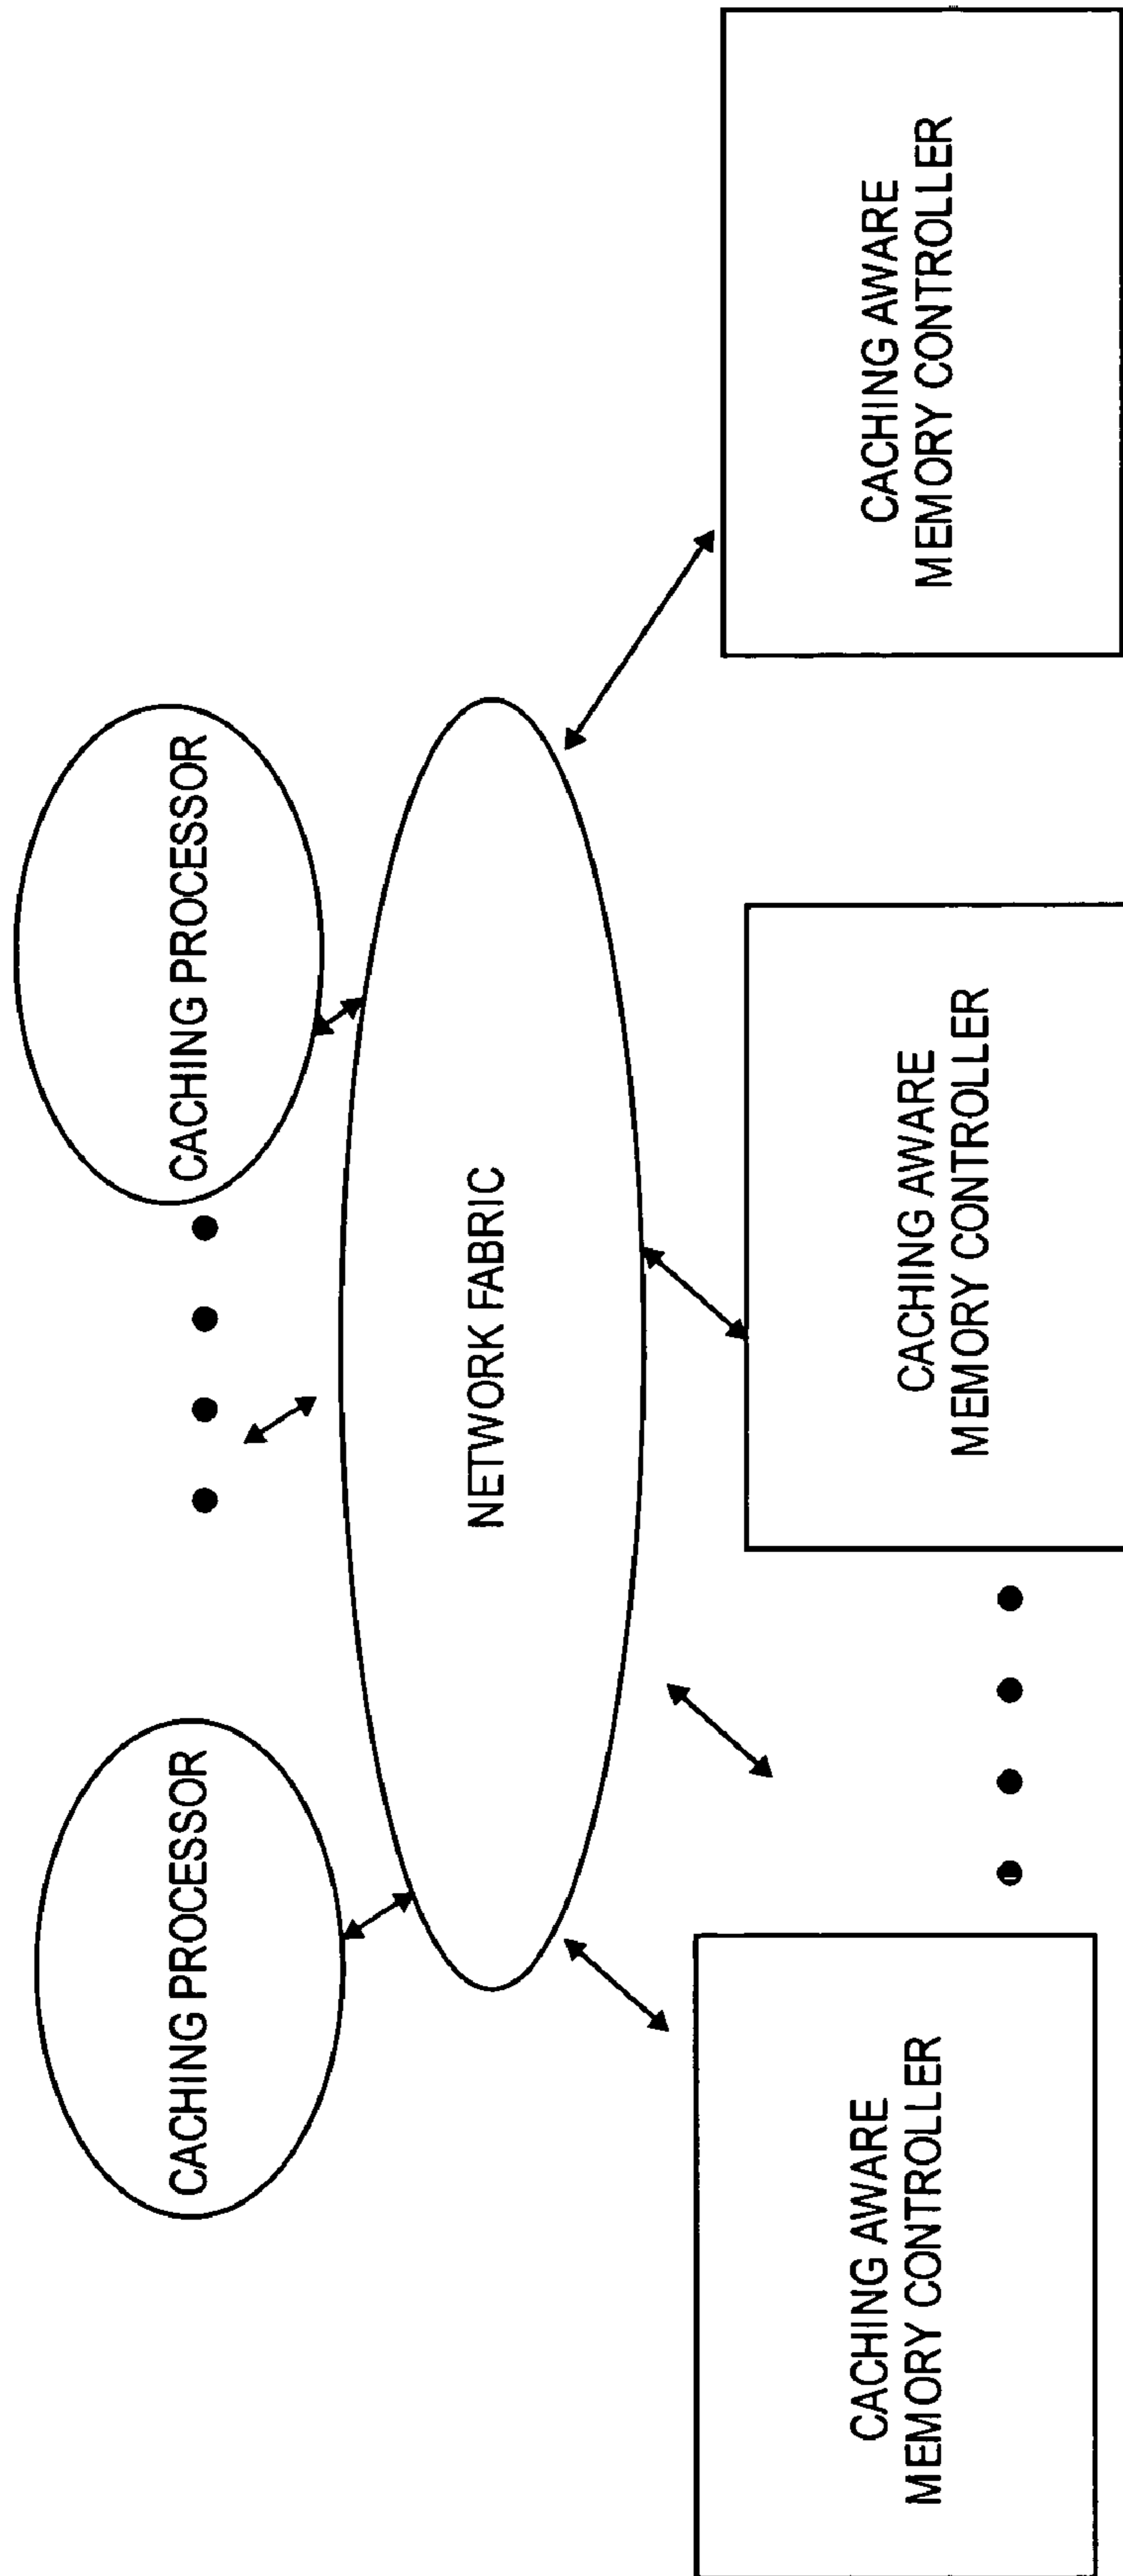 CACHING PROCESSOR
CACHING PROCESSOR
NETWORK FABRIC
CACHING AWARE
MEMORY CONTROLLER
CACHING AWARE
MEMORY CONTROLLER
CACHING AWARE
MEMORY CONTROLLER